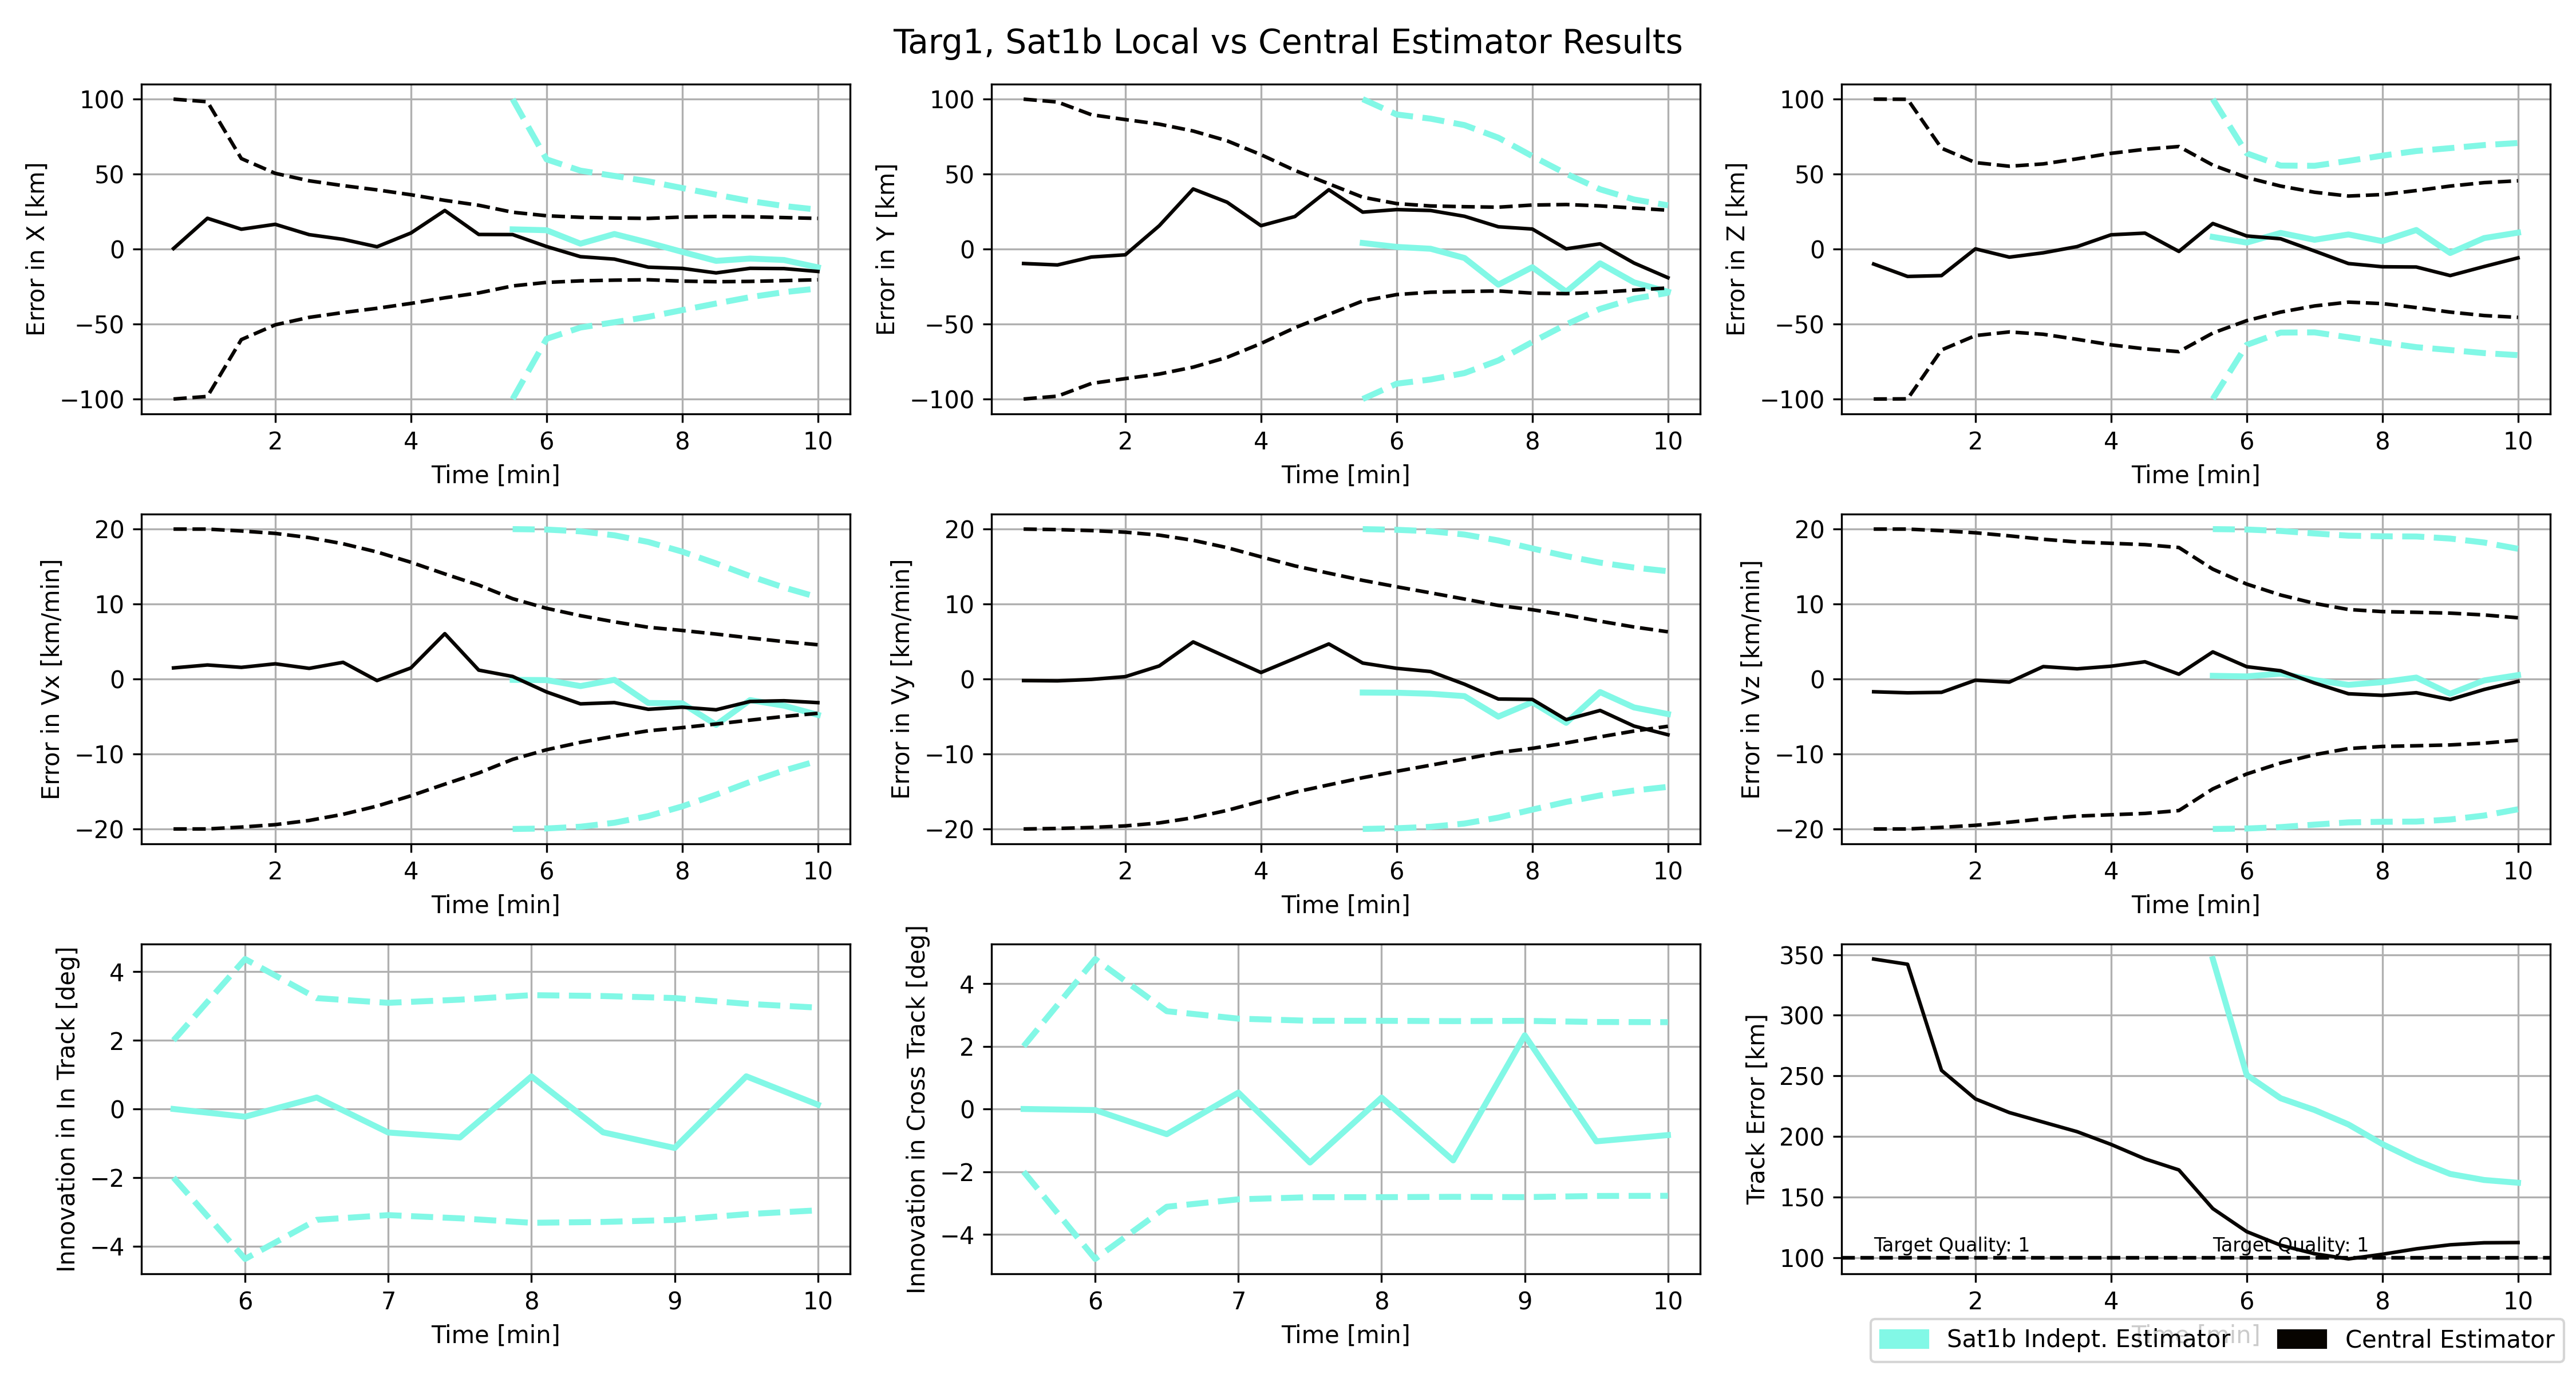 Targ1, Sat1b Local vs Central Estimator Results
Error in X [km]
100
50
0
−50
−100
2 4 6 8 10
Time [min]
Error in Y [km]
100
50
0
−50
−100
2 4 6 8 10
Time [min]
Error in Z [km]
100
50
0
−50
−100
2 4 6 8 10
Time [min]
Error in Vx [km/min]
20
10
0
−10
−20
2 4 6 8 10
Time [min]
Error in Vy [km/min]
20
10
0
−10
−20
2 4 6 8 10
Time [min]
Error in Vz [km/min]
20
10
0
−10
−20
2 4 6 8 10
Time [min]
Innovation in In Track [deg]
4
2
0
−2
−4
6 7 8 9 10
Time [min]
Innovation in Cross Track [deg]
4
2
0
−2
−4
6 7 8 9 10
Time [min]
Track Error [km]
350
300
250
200
150
100
Target Quality: 1
Target Quality: 1
2 4 6 8 10
Time [min]
Sat1b Indept. Estimator
Central Estimator